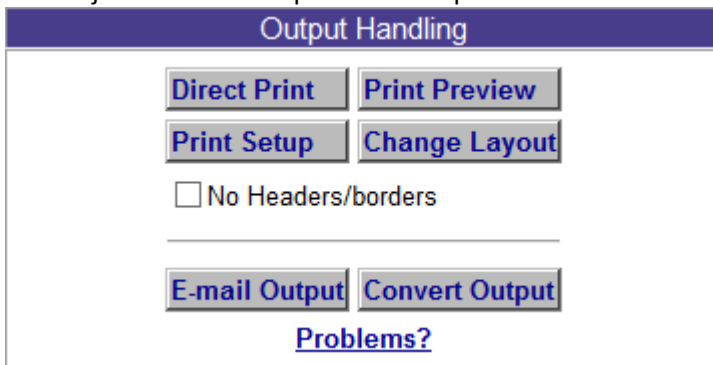 Output Handling
Direct Print Print Preview
Print Setup Change Layout
No Headers/borders
E-mail Output Convert Output
Problems?